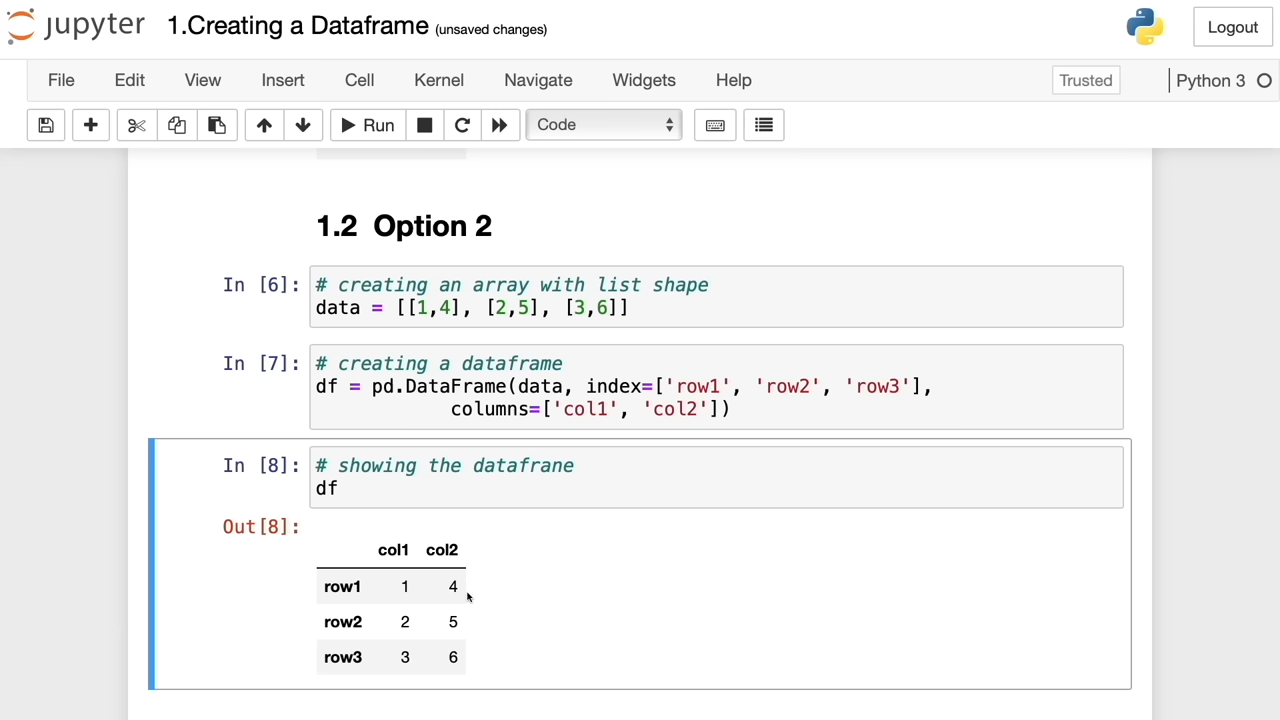 jupyter 1.Creating a Dataframe (unsaved changes) Logout
File Edit View Insert Cell Kernel Navigate Widgets Help Trusted Python 3
Run Code
1.2 Option 2
In [6]: # creating an array with list shape
data = [[1,4], [2,5], [3,6]]
In [7]: # creating a dataframe
df = pd.DataFrame(data, index=['row1', 'row2', 'row3'],
columns=['col1', 'col2'])
In [8]: # showing the datafrane
df
Out[8]:
col1 col2
row1 1 4
row2 2 5
row3 3 6